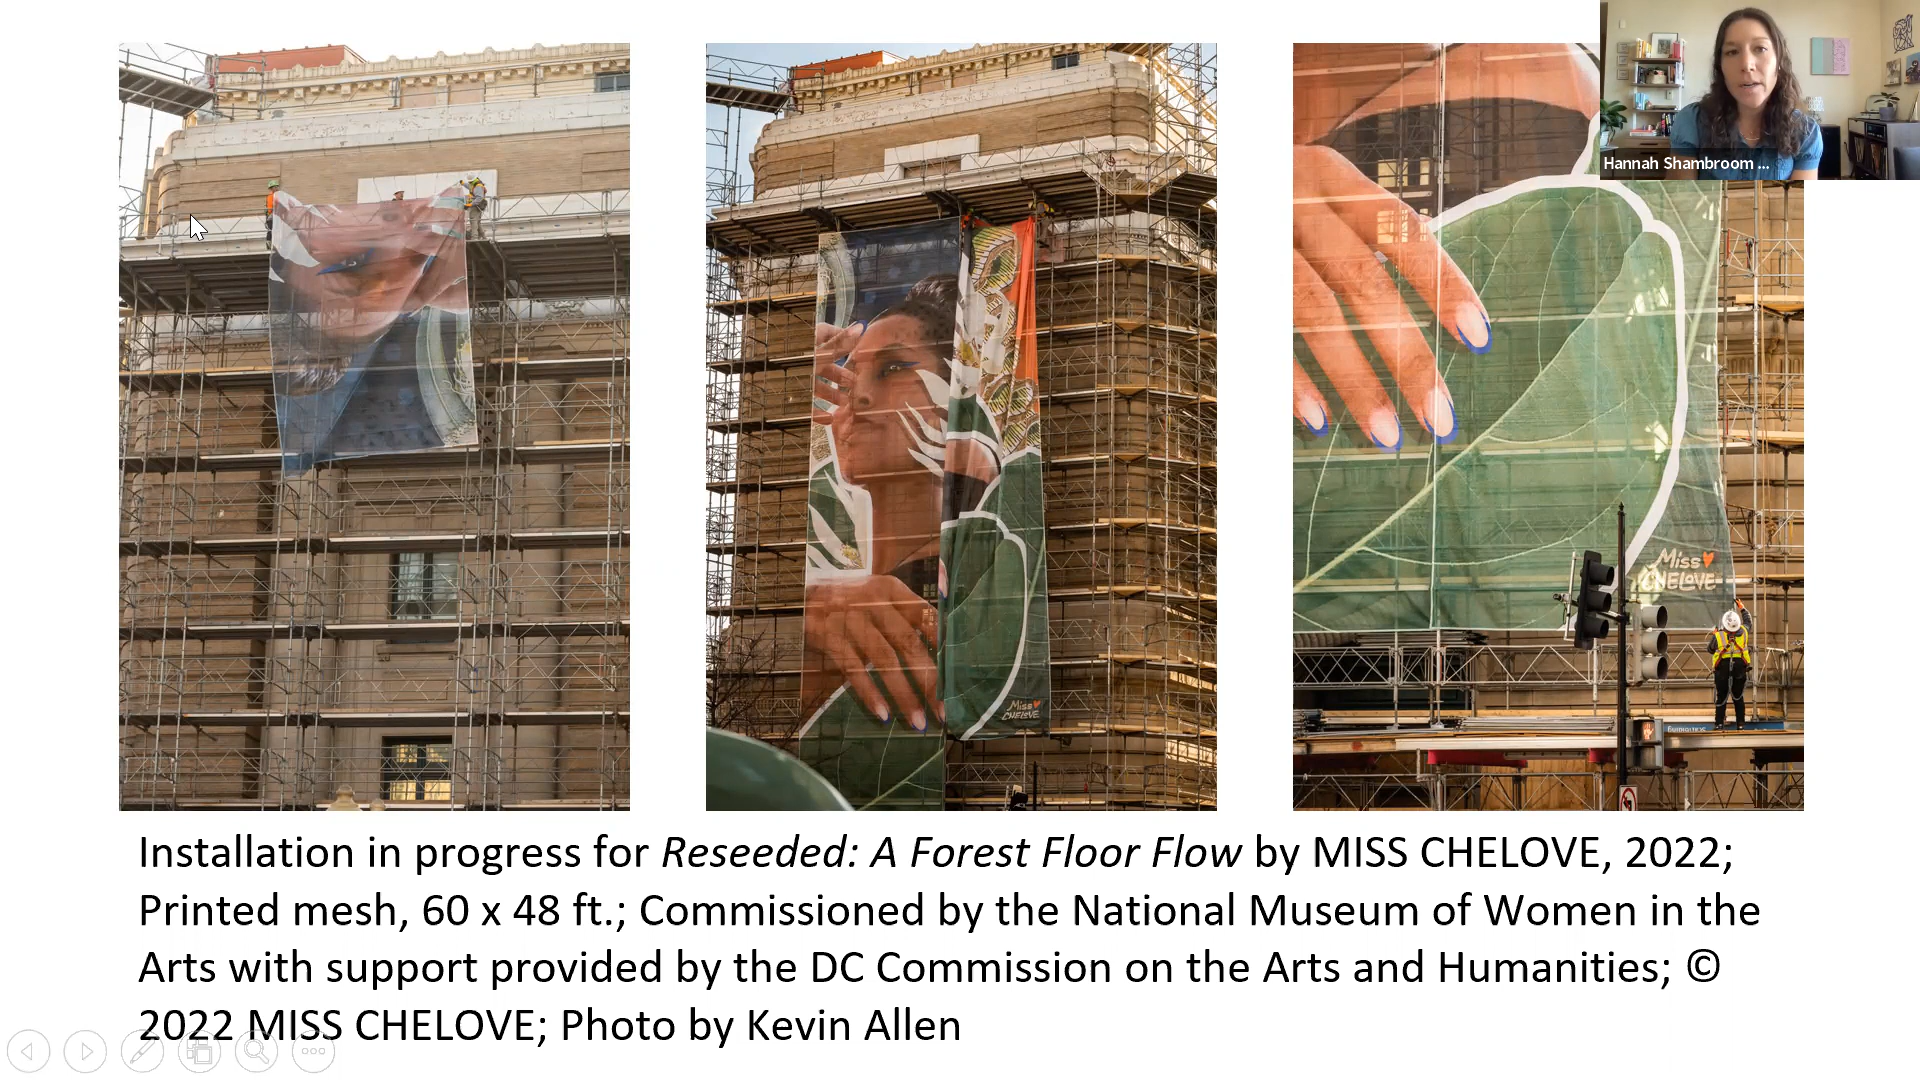 Hannah Shambroom ...
Miss
CHELOVE
Miss
CHELOVE
Installation in progress for Reseeded: A Forest Floor Flow by MISS CHELOVE, 2022;
Printed mesh, 60 x 48 ft.; Commissioned by the National Museum of Women in the
Arts with support provided by the DC Commission on the Arts and Humanities; ©
2022 MISS CHELOVE; Photo by Kevin Allen